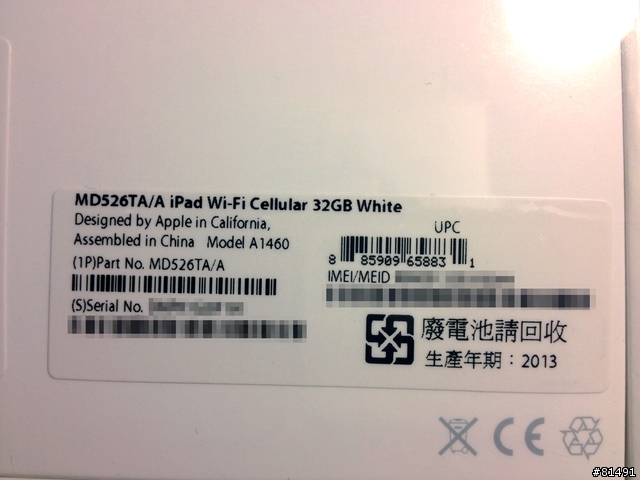 MD526TA/A iPad Wi-Fi Cellular 32GB White
Designed by Apple in California,
Assembled in China Model A1460
(1P)Part No. MD526TA/A
(S)Serial No.
UPC
8 85909 65883 1
IMEI/MEID
廢電池請回收
生產年期：2013
CE
#81491